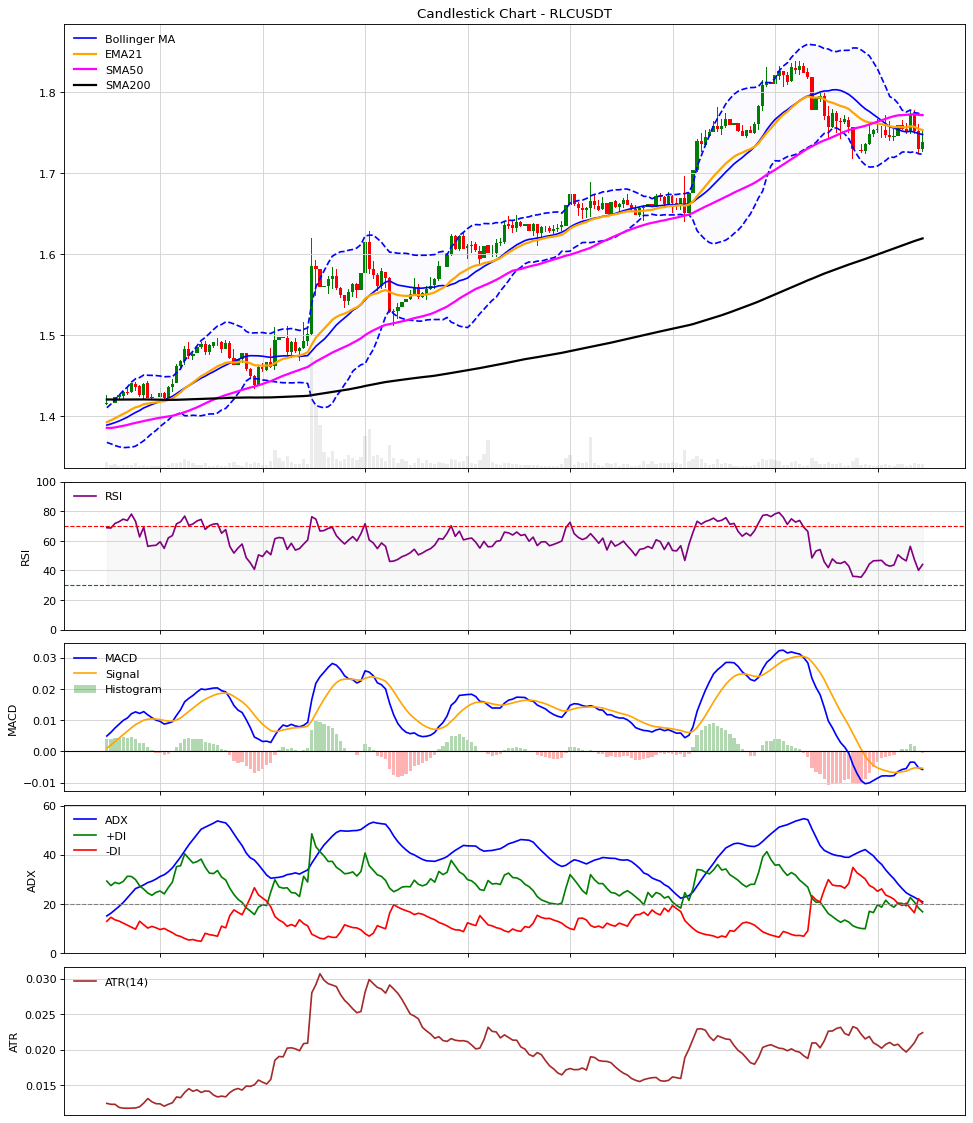 Candlestick Chart - RLCUSDT
Bollinger MA
EMA21
SMA50
SMA200
1.8
1.7
1.6
1.5
1.4
RSI
RSI
100
80
60
40
20
0
MACD
Signal
Histogram
MACD
0.03
0.02
0.01
0.00
−0.01
ADX
+DI
-DI
ADX
60
40
20
0
ATR(14)
ATR
0.030
0.025
0.020
0.015